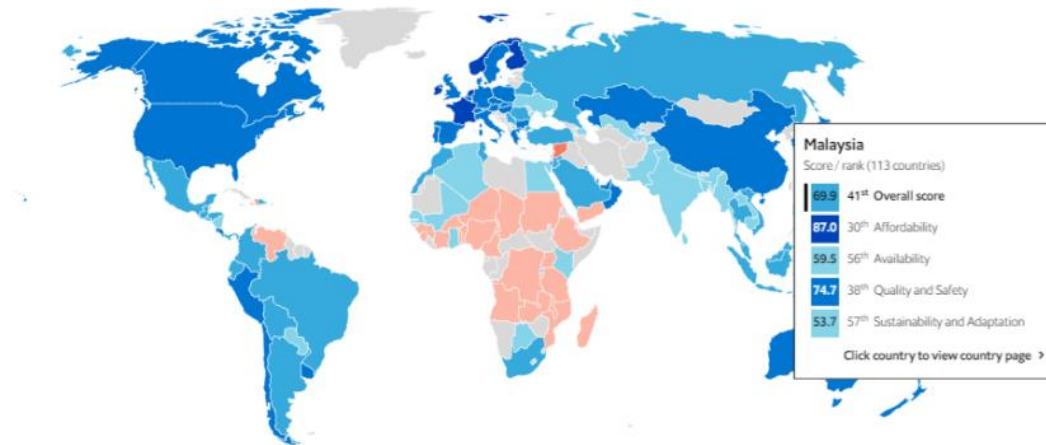 Malaysia
Score / rank (113 countries)
69.9 41st Overall score
87.0 30th Affordability
59.5 56th Availability
74.7 38th Quality and Safety
53.7 57th Sustainability and Adaptation
Click country to view country page >